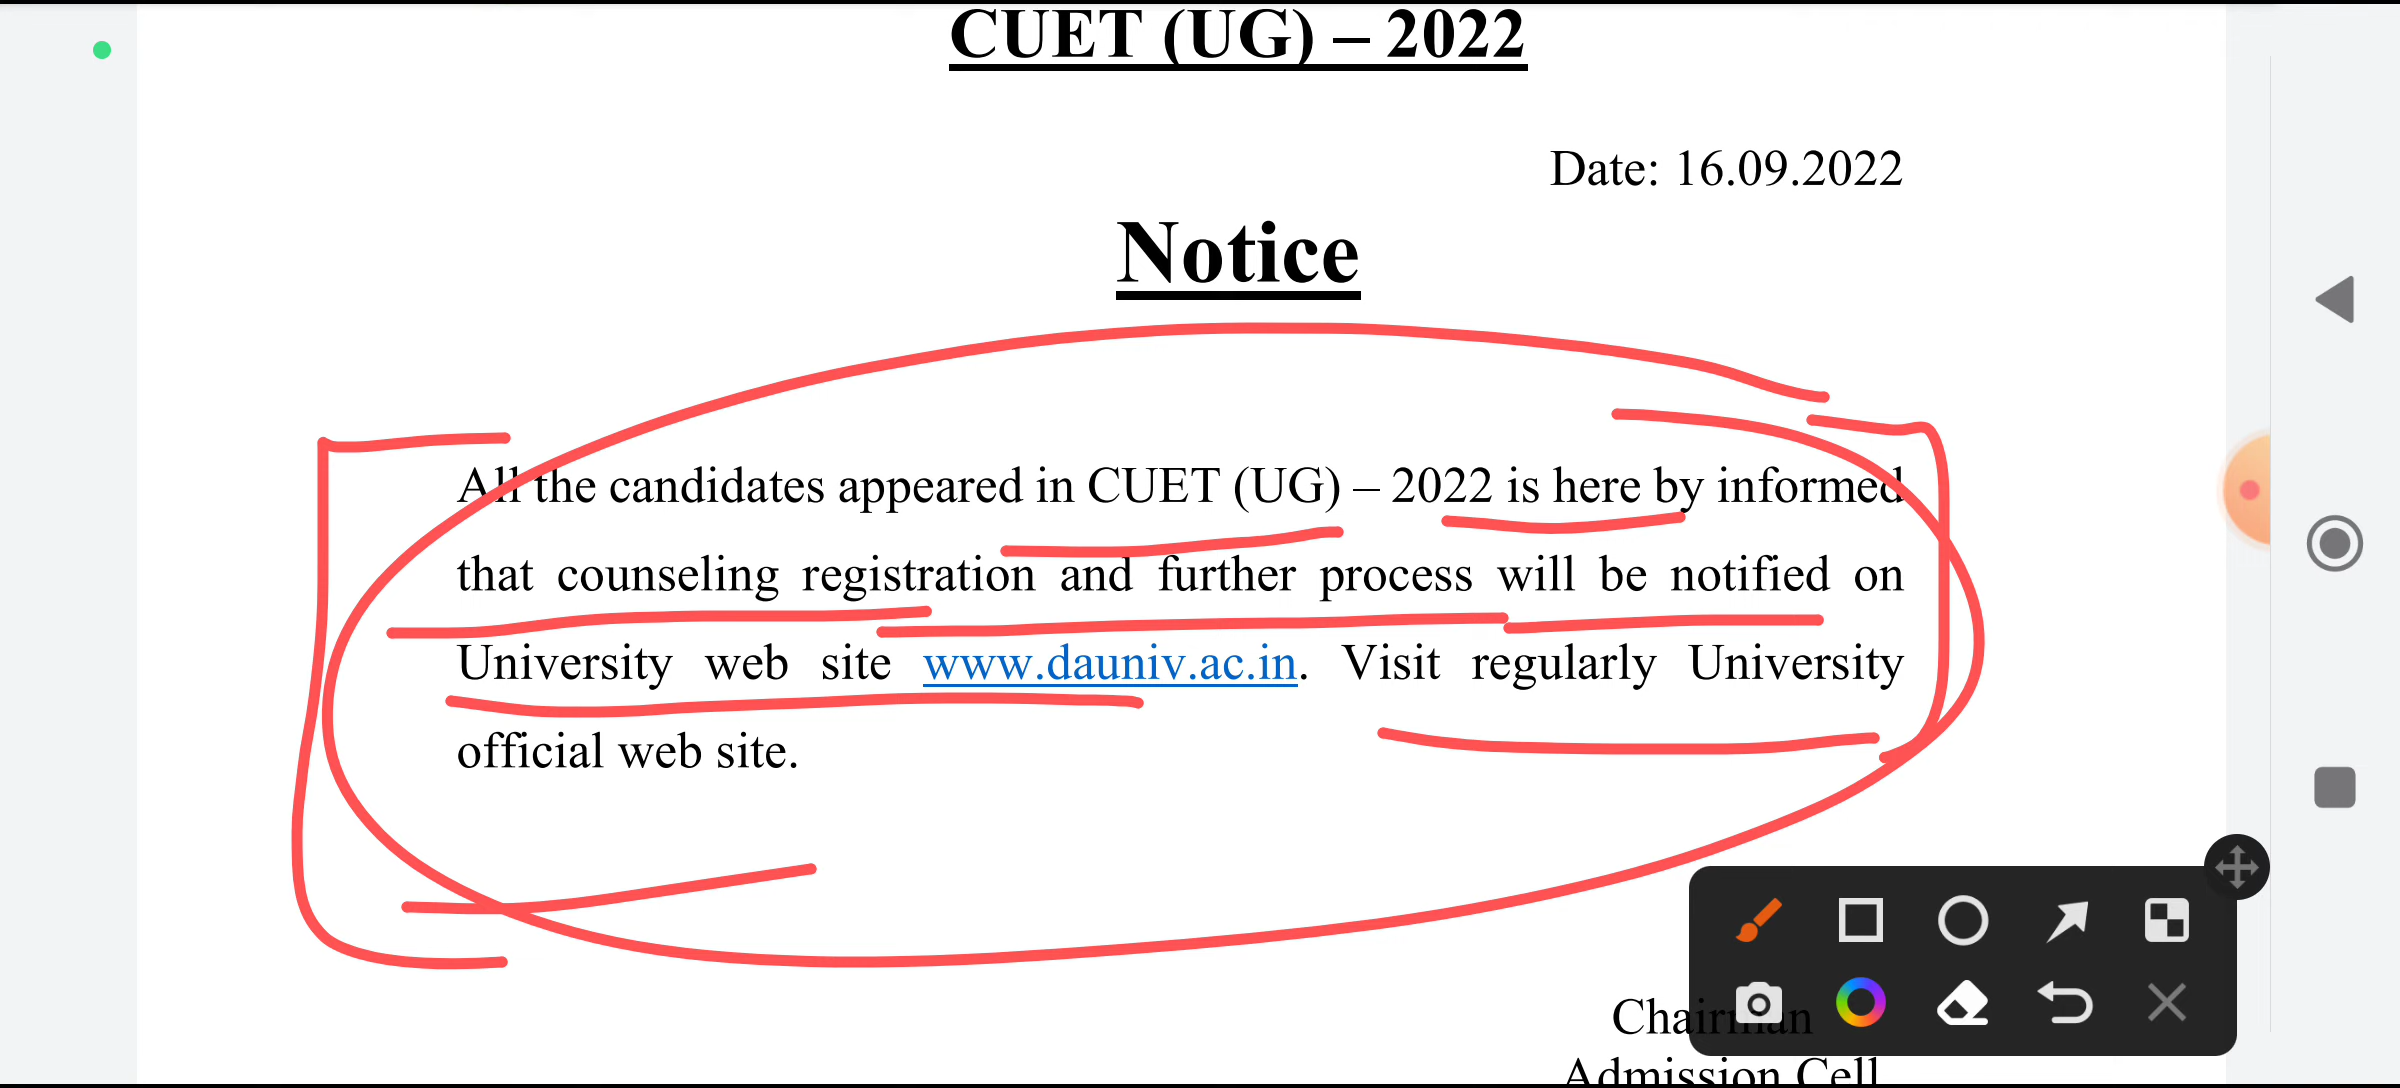 CUET (UG) – 2022
Date: 16.09.2022
Notice
All the candidates appeared in CUET (UG) – 2022 is here by informed
that counseling registration and further process will be notified on
University web site www.dauniv.ac.in. Visit regularly University
official web site.
Chairman
Admission Cell